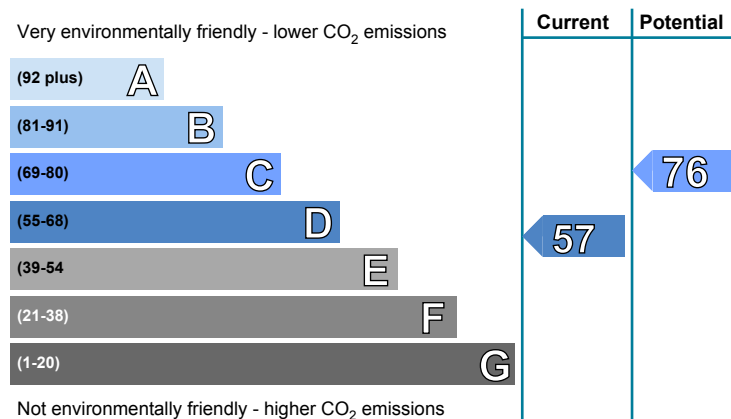 Very environmentally friendly - lower CO2 emissions
Current
Potential
(92 plus) A
(81-91) B
(69-80) C
76
(55-68) D
57
(39-54 E
(21-38) F
(1-20) G
Not environmentally friendly - higher CO2 emissions